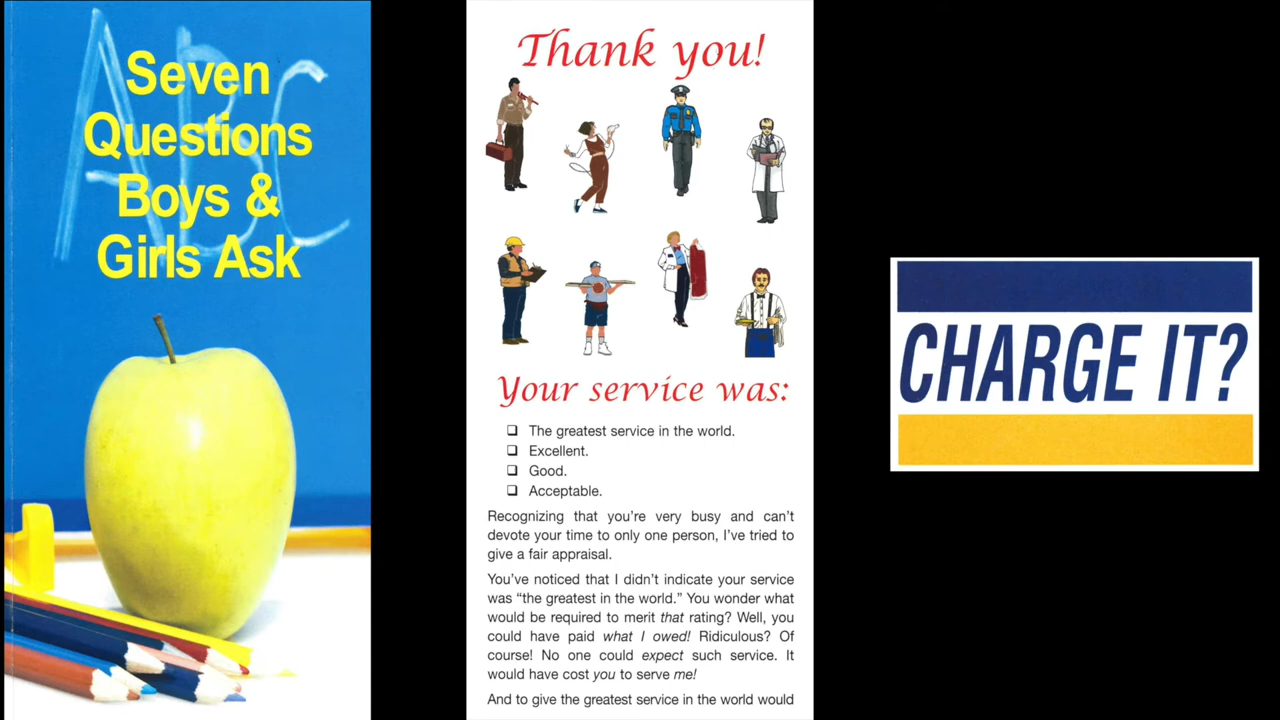 ABC
Seven
Questions
Boys &
Girls Ask
Thank you!
Your service was:
❑ The greatest service in the world.
❑ Excellent.
❑ Good.
❑ Acceptable.
Recognizing that you're very busy and can't
devote your time to only one person, I've tried to
give a fair appraisal.
You've noticed that I didn't indicate your service
was “the greatest in the world.” You wonder what
would be required to merit that rating? Well, you
could have paid what I owed! Ridiculous? Of
course! No one could expect such service. It
would have cost you to serve me!
And to give the greatest service in the world would
CHARGE IT?